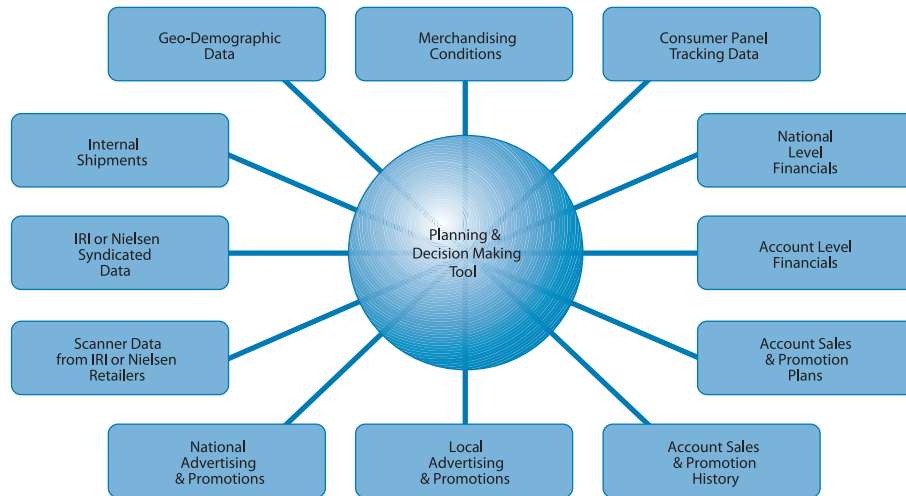 Geo-Demographic
Data
Merchandising
Conditions
Consumer Panel
Tracking Data
Internal
Shipments
National
Level
Financials
IRI or Nielsen
Syndicated
Data
Planning &
Decision Making
Tool
Account Level
Financials
Scanner Data
from IRI or Nielsen
Retailers
Account Sales
& Promotion
Plans
National
Advertising
& Promotions
Local
Advertising
& Promotions
Account Sales
& Promotion
History